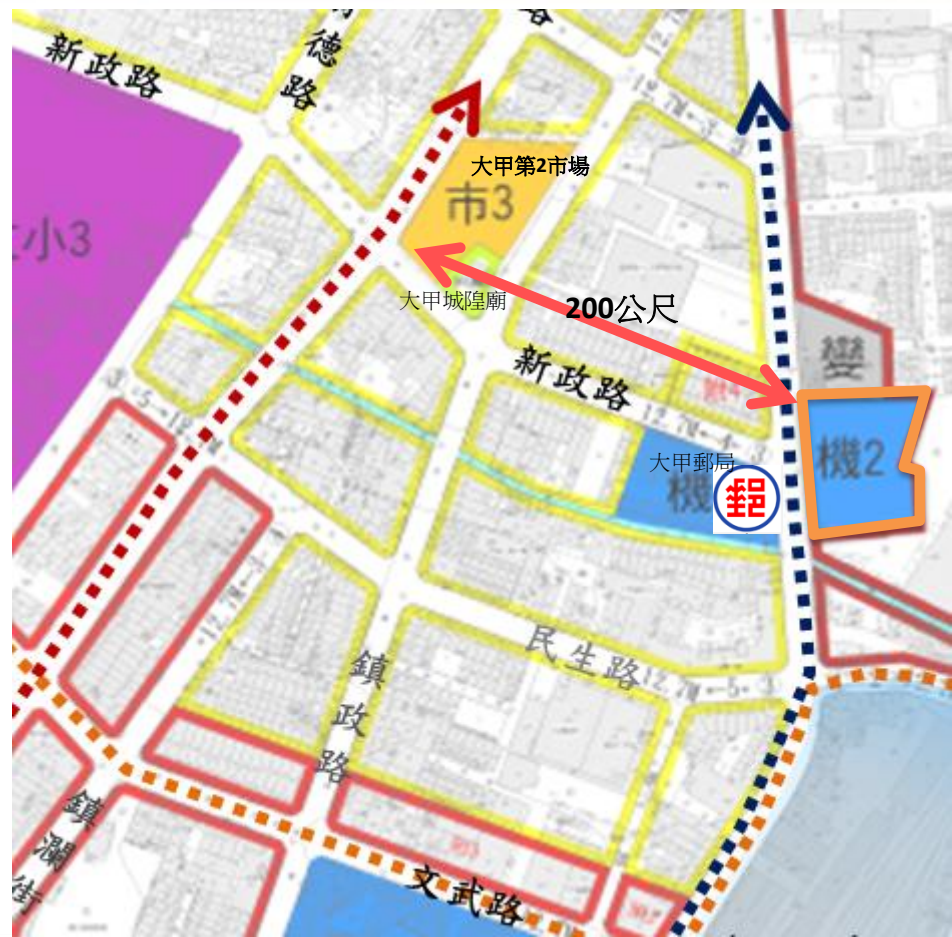 新政路
德路
大甲第2市場
市3
小3
大甲城隍廟
200公尺
新政路
變
機2
大甲郵局
機
郵
民生路
鎮政路
鎮瀾街
文武路